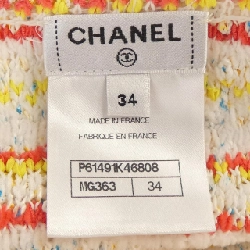 CHANEL
34
MADE IN FRANCE
FABRIQUE EN FRANCE
P61491K46808
MG363 34